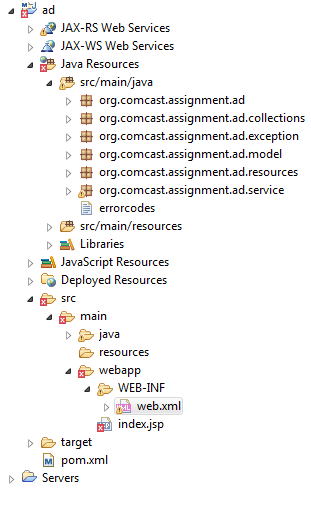 ad
JAX-RS Web Services
JAX-WS Web Services
Java Resources
src/main/java
org.comcast.assignment.ad
org.comcast.assignment.ad.collections
org.comcast.assignment.ad.exception
org.comcast.assignment.ad.model
org.comcast.assignment.ad.resources
org.comcast.assignment.ad.service
errorcodes
src/main/resources
Libraries
JavaScript Resources
Deployed Resources
src
main
java
resources
webapp
WEB-INF
web.xml
index.jsp
target
pom.xml
Servers